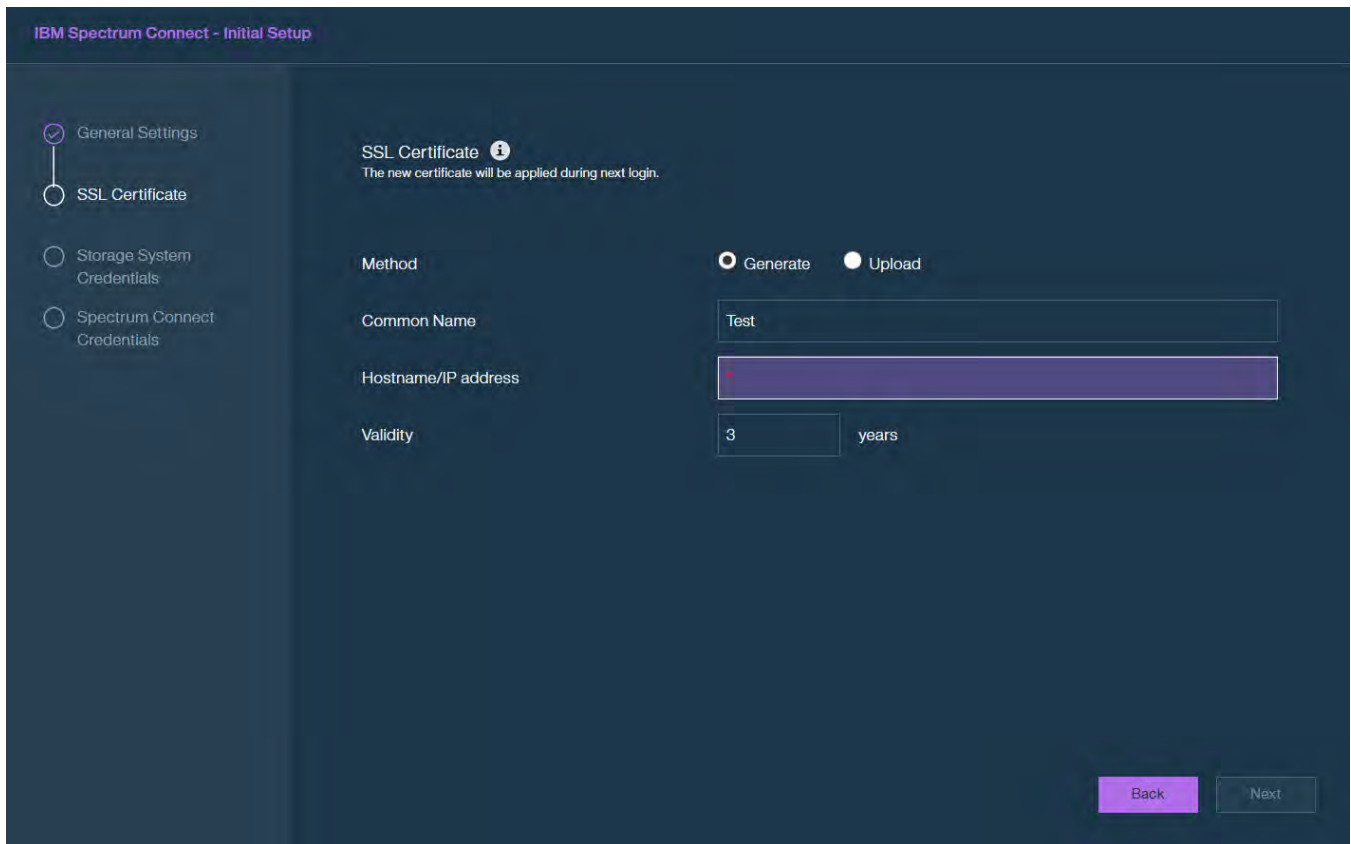 IBM Spectrum Connect - Initial Setup
General Settings
SSL Certificate
Storage System
Credentials
Spectrum Connect
Credentials
SSL Certificate
The new certificate will be applied during next login.
Method
Generate
Upload
Common Name
Test
Hostname/IP address
*
Validity
3
years
Back
Next